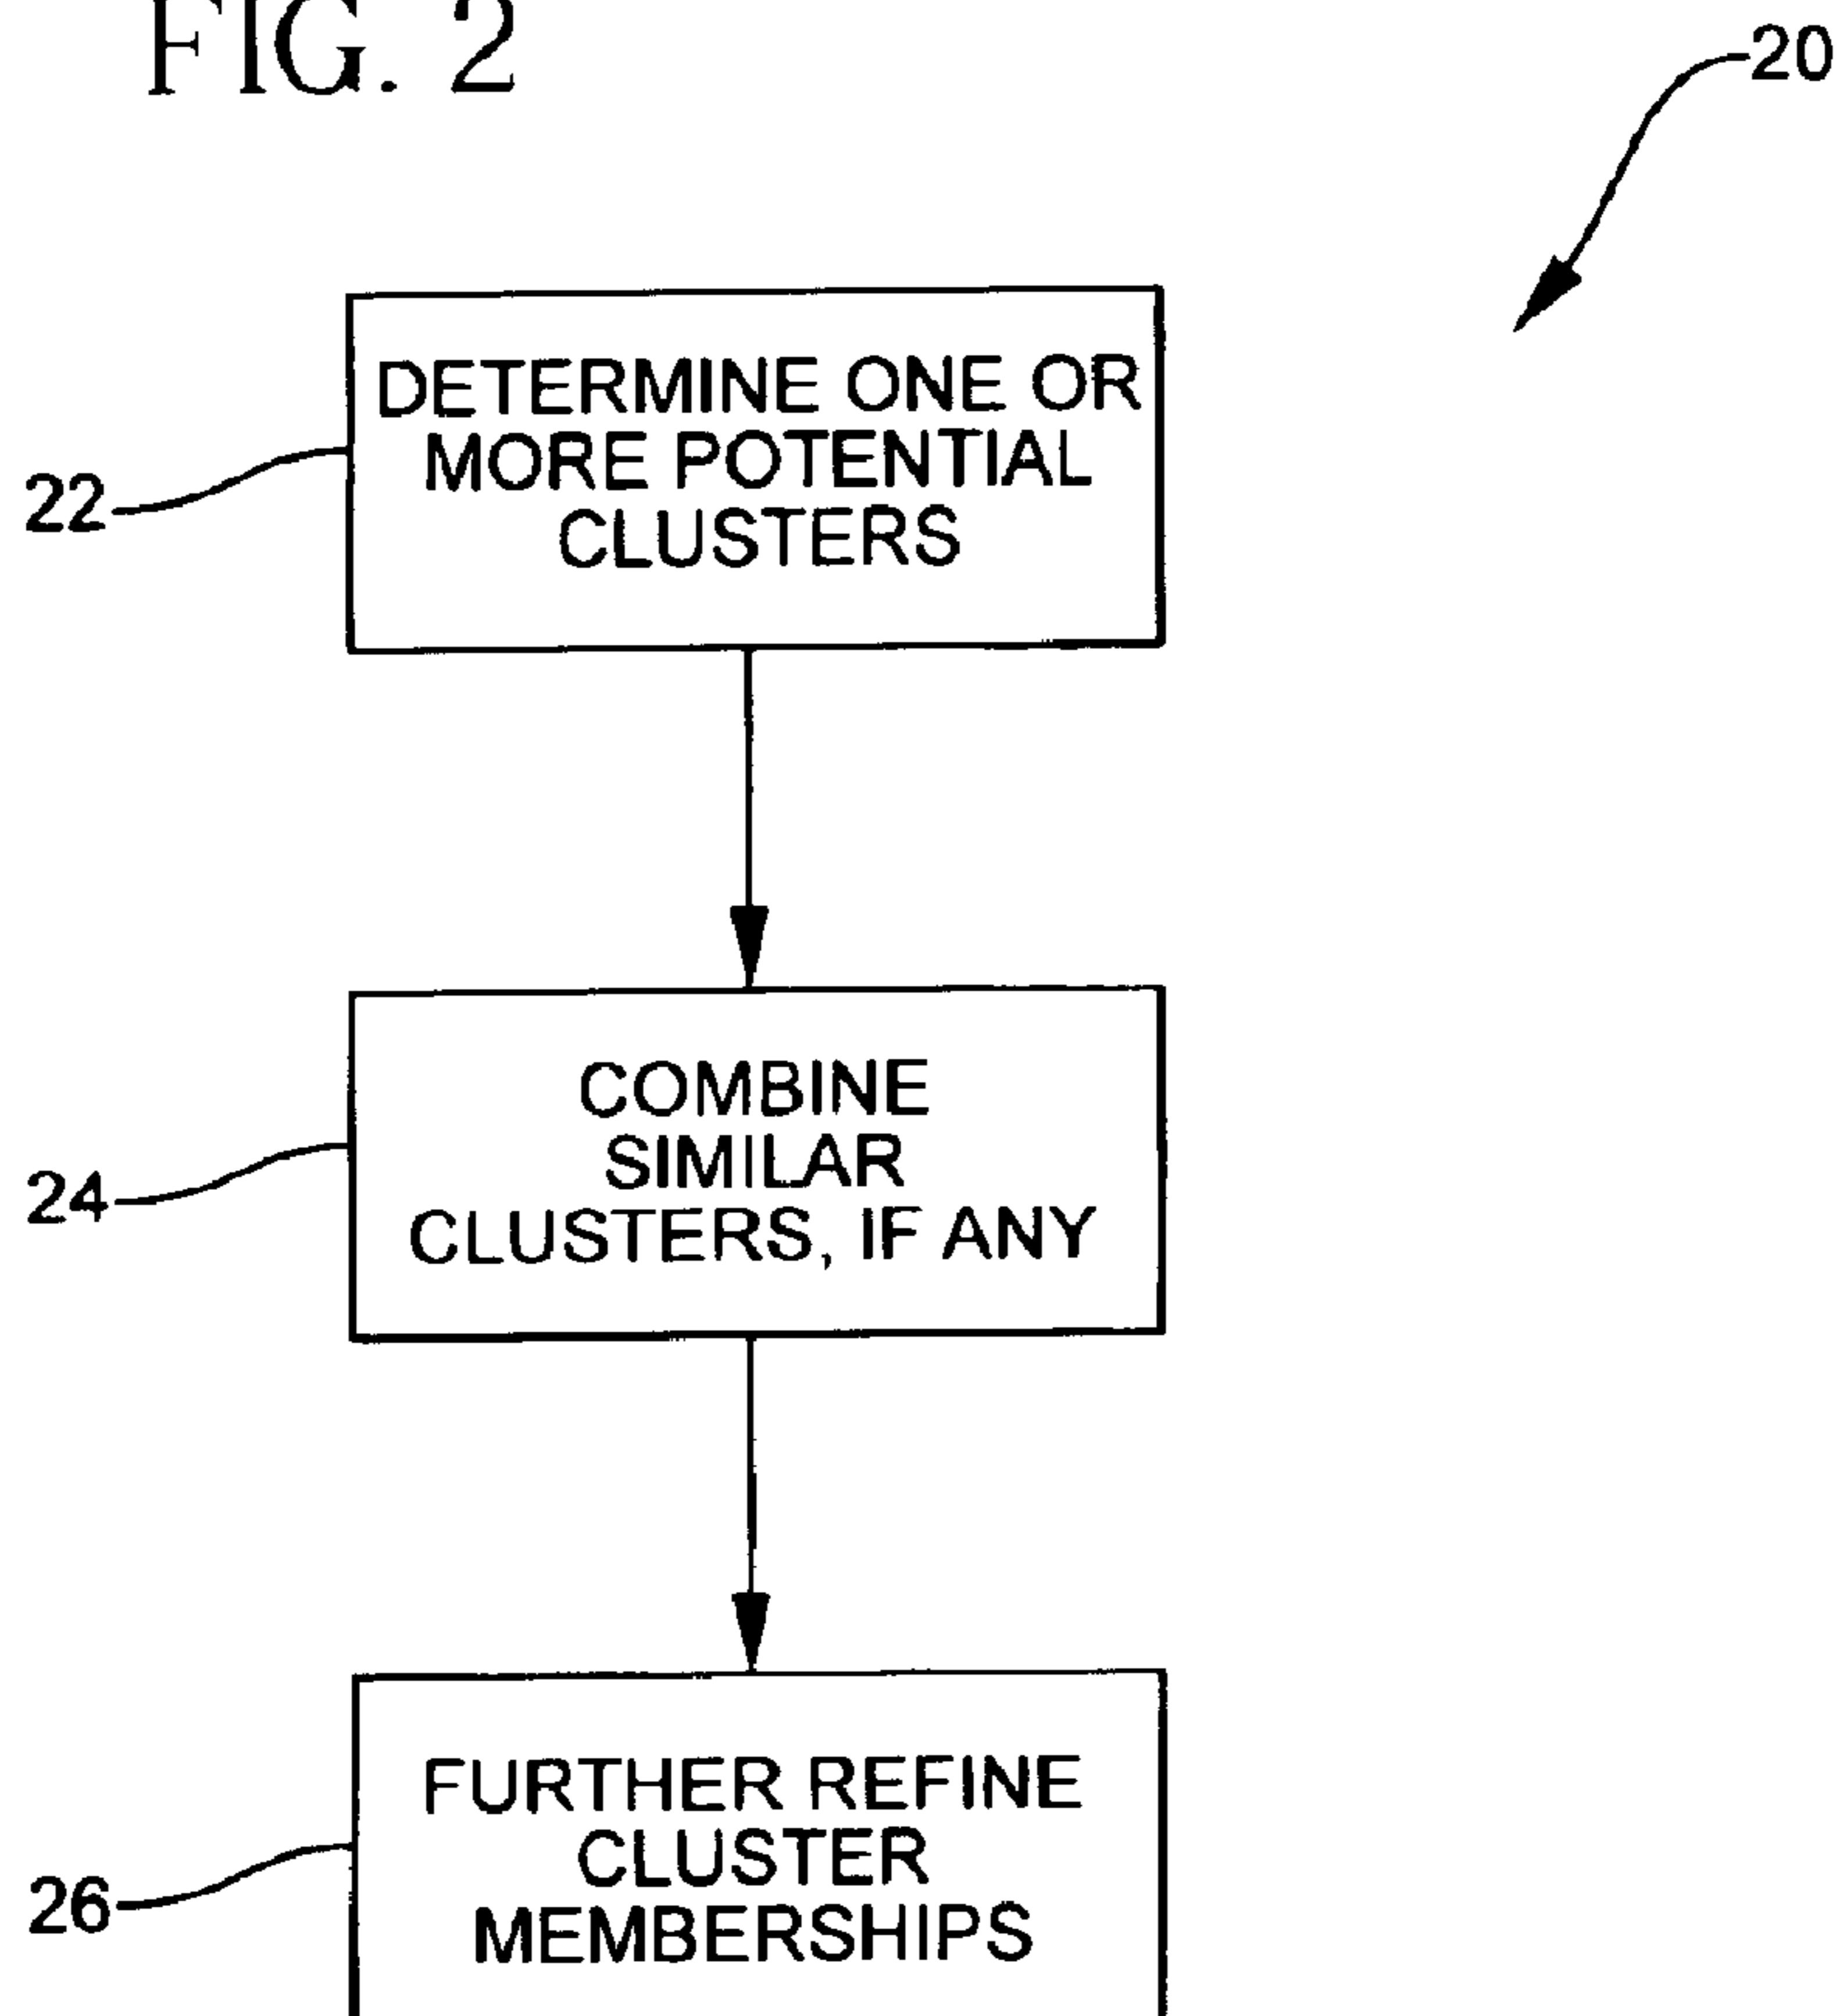 FIG. 2
20
DETERMINE ONE OR
MORE POTENTIAL
CLUSTERS
22
COMBINE
SIMILAR
CLUSTERS, IF ANY
24
FURTHER REFINE
CLUSTER
MEMBERSHIPS
26